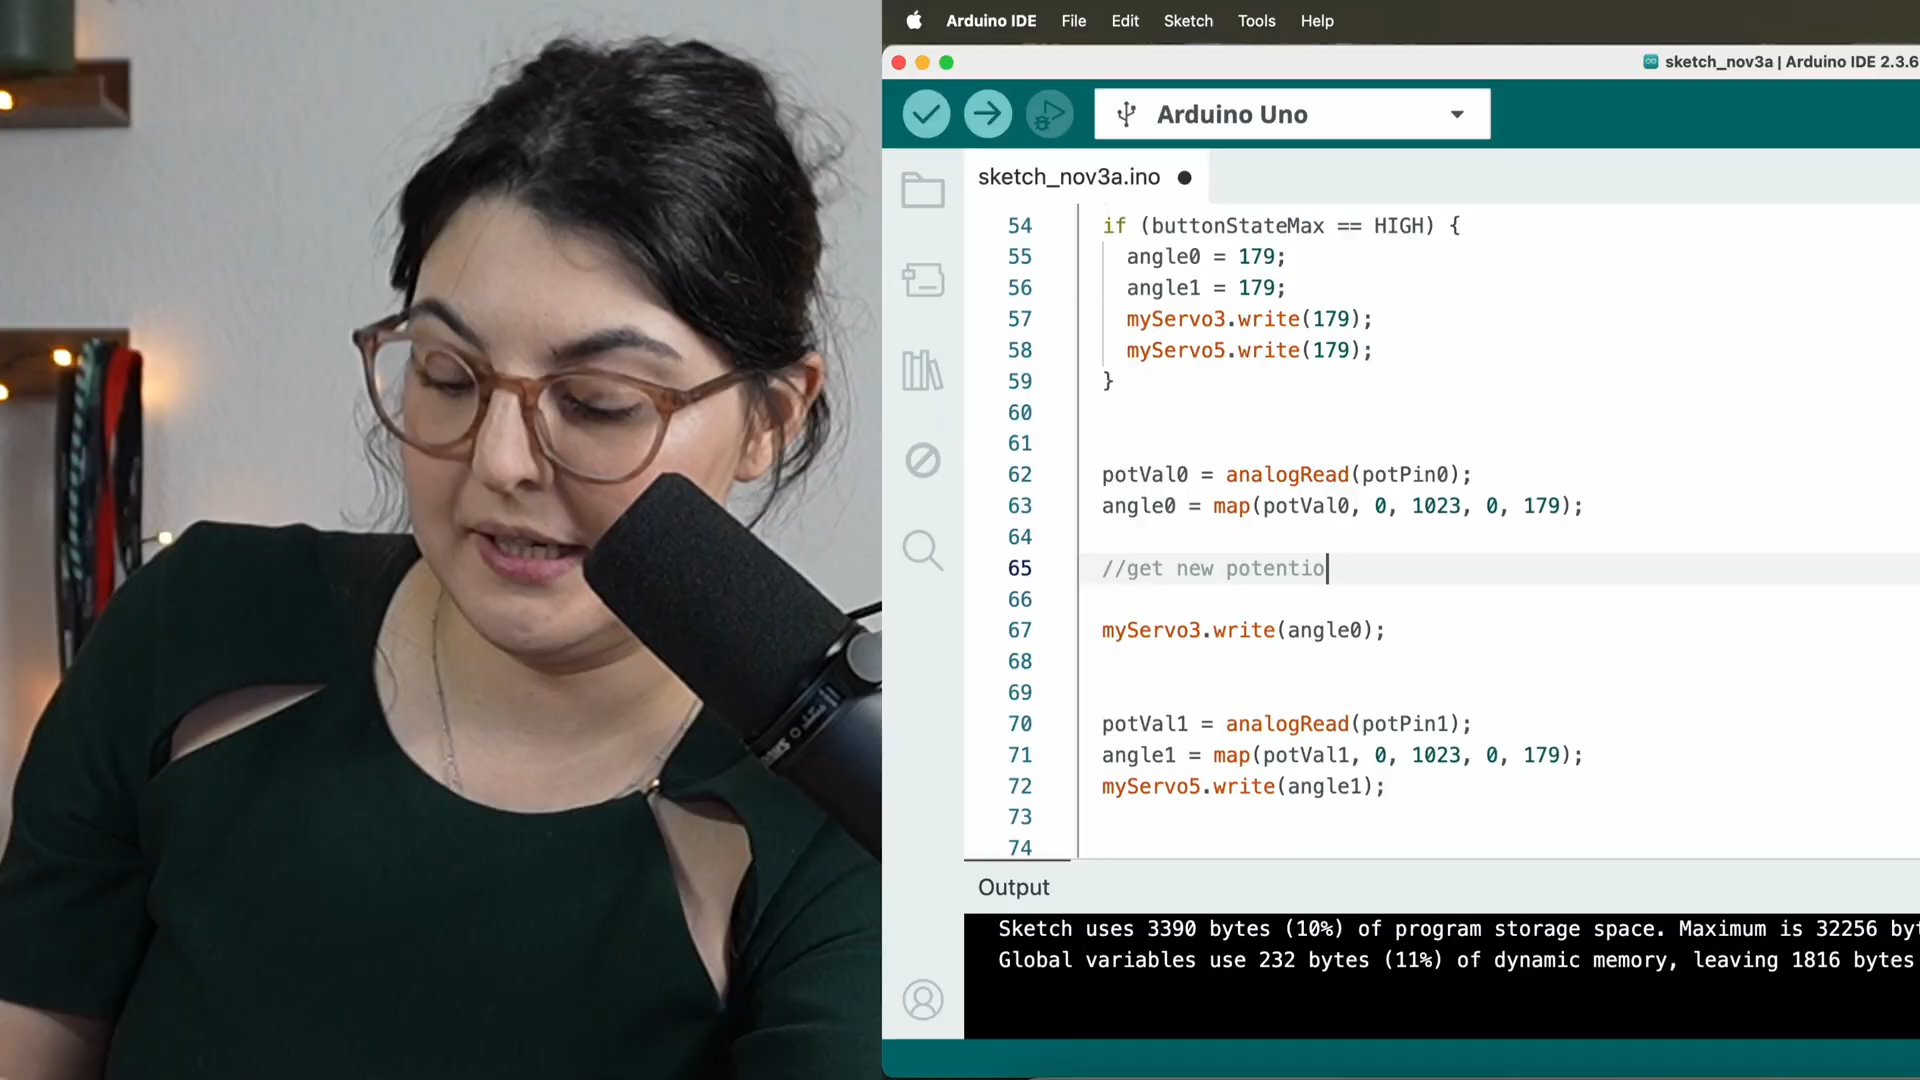 Arduino IDE File Edit Sketch Tools Help
sketch_nov3a | Arduino IDE 2.3.6
Arduino Uno
sketch_nov3a.ino
54 if (buttonStateMax == HIGH) {
55 angle0 = 179;
56 angle1 = 179;
57 myServo3.write(179);
58 myServo5.write(179);
59 }
60
61
62 potVal0 = analogRead(potPin0);
63 angle0 = map(potVal0, 0, 1023, 0, 179);
64
65 //get new potentio
66
67 myServo3.write(angle0);
68
69
70 potVal1 = analogRead(potPin1);
71 angle1 = map(potVal1, 0, 1023, 0, 179);
72 myServo5.write(angle1);
73
74
Output
Sketch uses 3390 bytes (10%) of program storage space. Maximum is 32256 byt
Global variables use 232 bytes (11%) of dynamic memory, leaving 1816 bytes